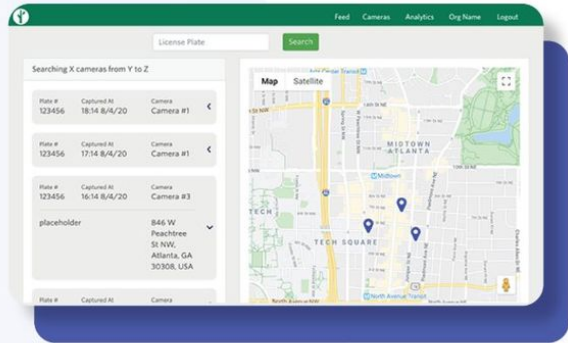 Feed Cameras Analytics Org Name Logout
License Plate Search
Searching X cameras from Y to Z
Plate # Captured At Camera
123456 18:14 8/4/20 Camera #1
Plate # Captured At Camera
123456 17:14 8/4/20 Camera #1
Plate # Captured At Camera
123456 16:14 8/4/20 Camera #3
placeholder
846 W
Peachtree
St NW,
Atlanta, GA
30308, USA
Plate # Captured At Camera
Map Satellite
MIDTOWN
ATLANTA
Midtown
TECH SQUARE
North Avenue Transit